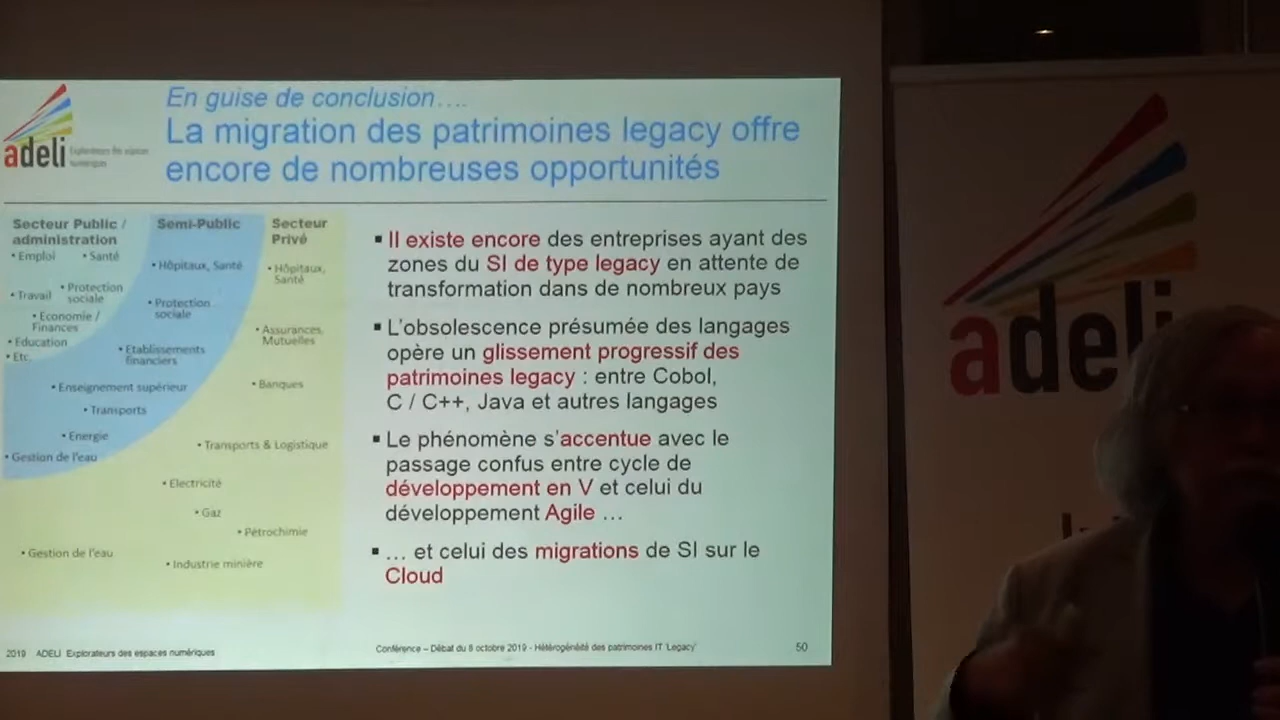 En guise de conclusion….
La migration des patrimoines legacy offre
encore de nombreuses opportunités
adeli
Explorateurs des espaces
numériques
Secteur Public /
administration
Semi-Public
Secteur
Privé
• Emploi
• Santé
• Travail
• Protection
sociale
• Economie /
Finances
• Education
• Etc.
• Hôpitaux, Santé
• Protection
sociale
• Etablissements
financiers
• Enseignement supérieur
• Transports
• Energie
• Gestion de l'eau
• Hôpitaux,
Santé
• Assurances,
Mutuelles
• Banques
• Transports & Logistique
• Electricité
• Gaz
• Pétrochimie
• Gestion de l'eau
• Industrie minière
▪ Il existe encore des entreprises ayant des
zones du SI de type legacy en attente de
transformation dans de nombreux pays
▪ L'obsolescence présumée des langages
opère un glissement progressif des
patrimoines legacy : entre Cobol,
C / C++, Java et autres langages
▪ Le phénomène s'accentue avec le
passage confus entre cycle de
développement en V et celui du
développement Agile …
▪ … et celui des migrations de SI sur le
Cloud
2019 ADELI Explorateurs des espaces numériques
Conférence – Débat du 8 octobre 2019 - Hétérogénéité des patrimoines IT 'Legacy'
50
adeli